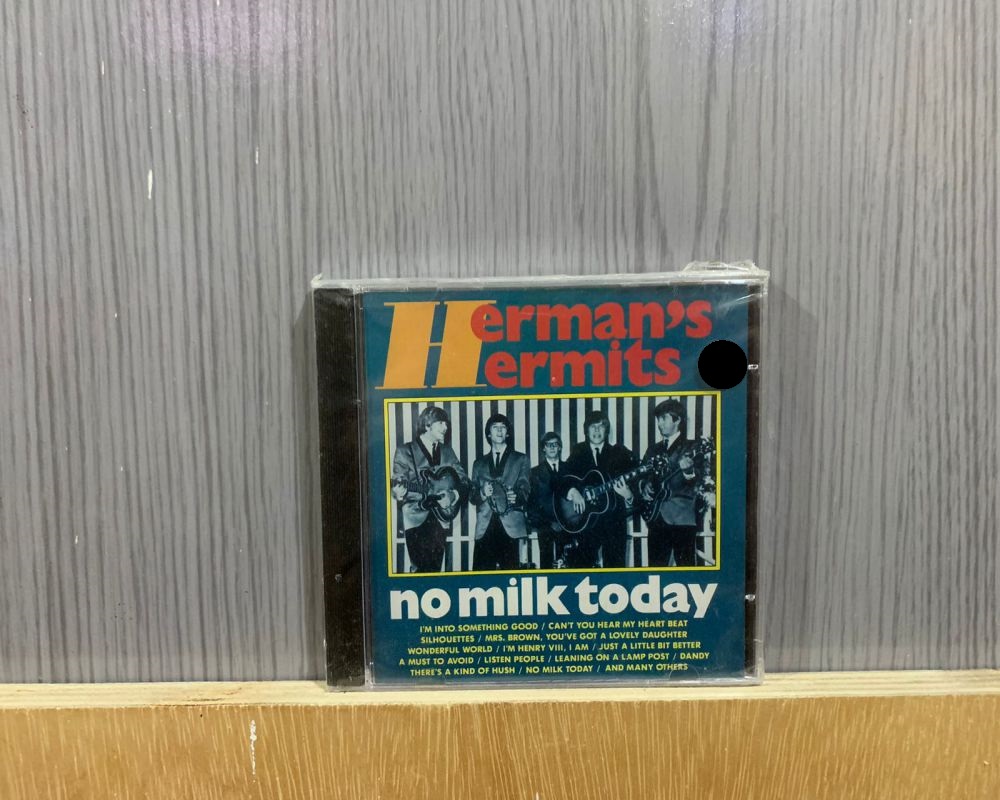 Herman's
Hermits
no milk today
I'M INTO SOMETHING GOOD / CAN'T YOU HEAR MY HEART BEAT
SILHOUETTES / MRS. BROWN, YOU'VE GOT A LOVELY DAUGHTER
WONDERFUL WORLD / I'M HENRY VIII, I AM / JUST A LITTLE BIT BETTER
A MUST TO AVOID / LISTEN PEOPLE / LEANING ON A LAMP POST / DANDY
THERE'S A KIND OF HUSH / NO MILK TODAY / AND MANY OTHERS